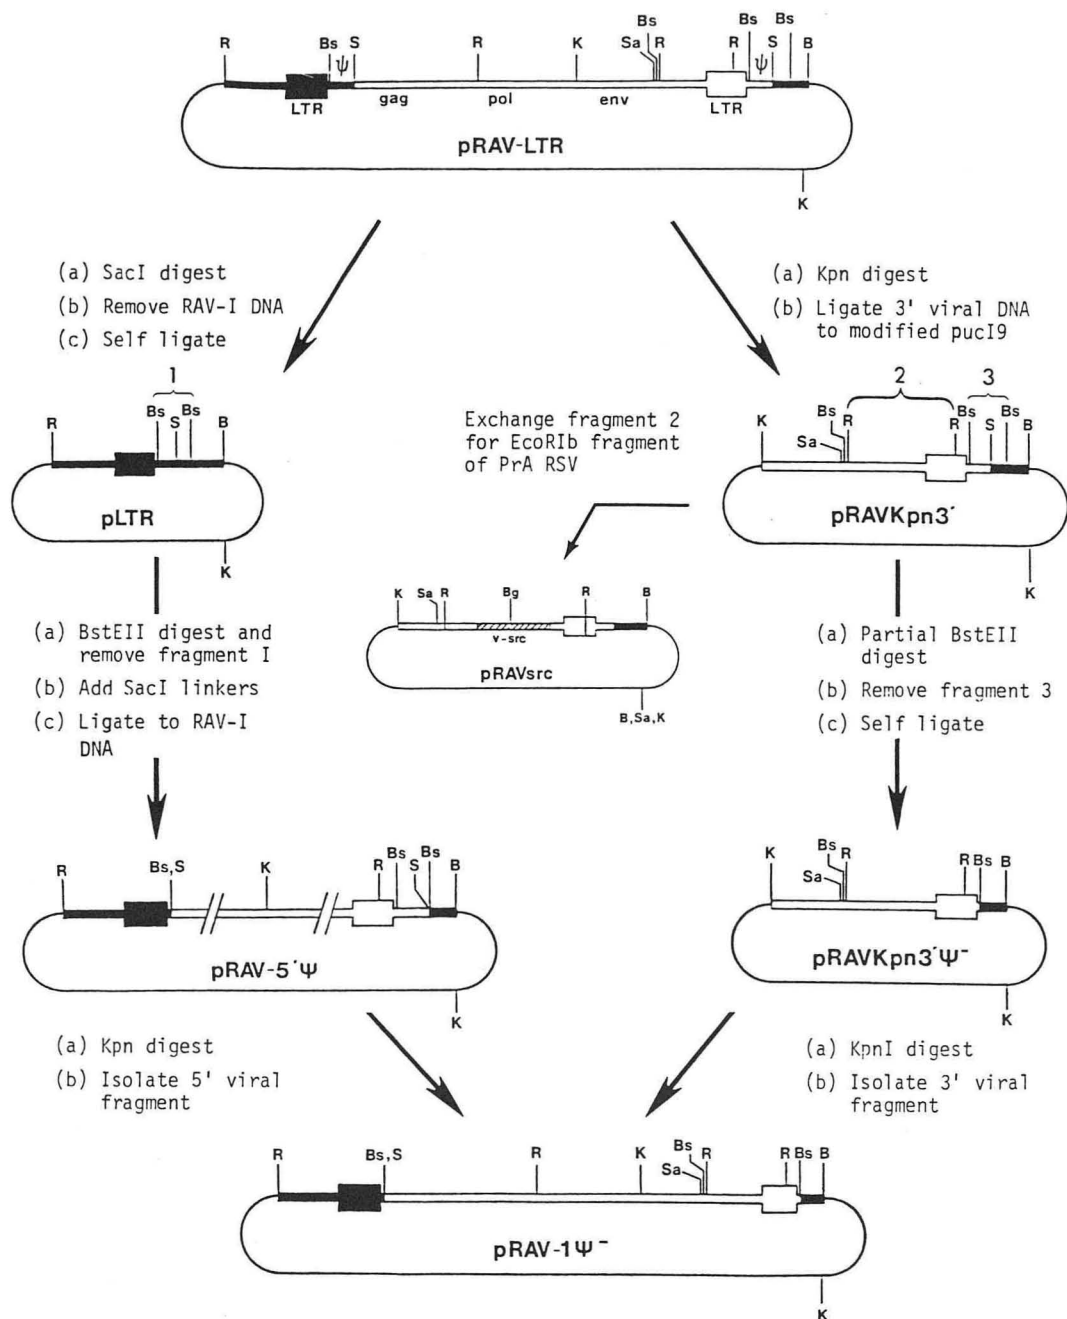 R Bs Ψ S R K Bs Sa R R Bs Ψ S Bs B
LTR gag pol env LTR
pRAV-LTR
K
(a) SacI digest
(b) Remove RAV-I DNA
(c) Self ligate
(a) Kpn digest
(b) Ligate 3' viral DNA
to modified pucI9
1
R Bs S Bs B
pLTR
K
Exchange fragment 2
for EcoRIb fragment
of PrA RSV
2 3
K Sa Bs R R Bs S Bs B
pRAVKpn3'
K
K Sa R Bg R B
v-src
pRAVsrc
B,Sa,K
(a) BstEII digest and
remove fragment I
(b) Add SacI linkers
(c) Ligate to RAV-I
DNA
(a) Partial BstEII
digest
(b) Remove fragment 3
(c) Self ligate
R Bs,S K R Bs S Bs B
pRAV-5'Ψ
K
K Sa Bs R R Bs B
pRAVKpn3'Ψ⁻
K
(a) Kpn digest
(b) Isolate 5' viral
fragment
(a) KpnI digest
(b) Isolate 3' viral
fragment
R Bs,S R K Sa Bs R R Bs B
pRAV-1Ψ⁻
K